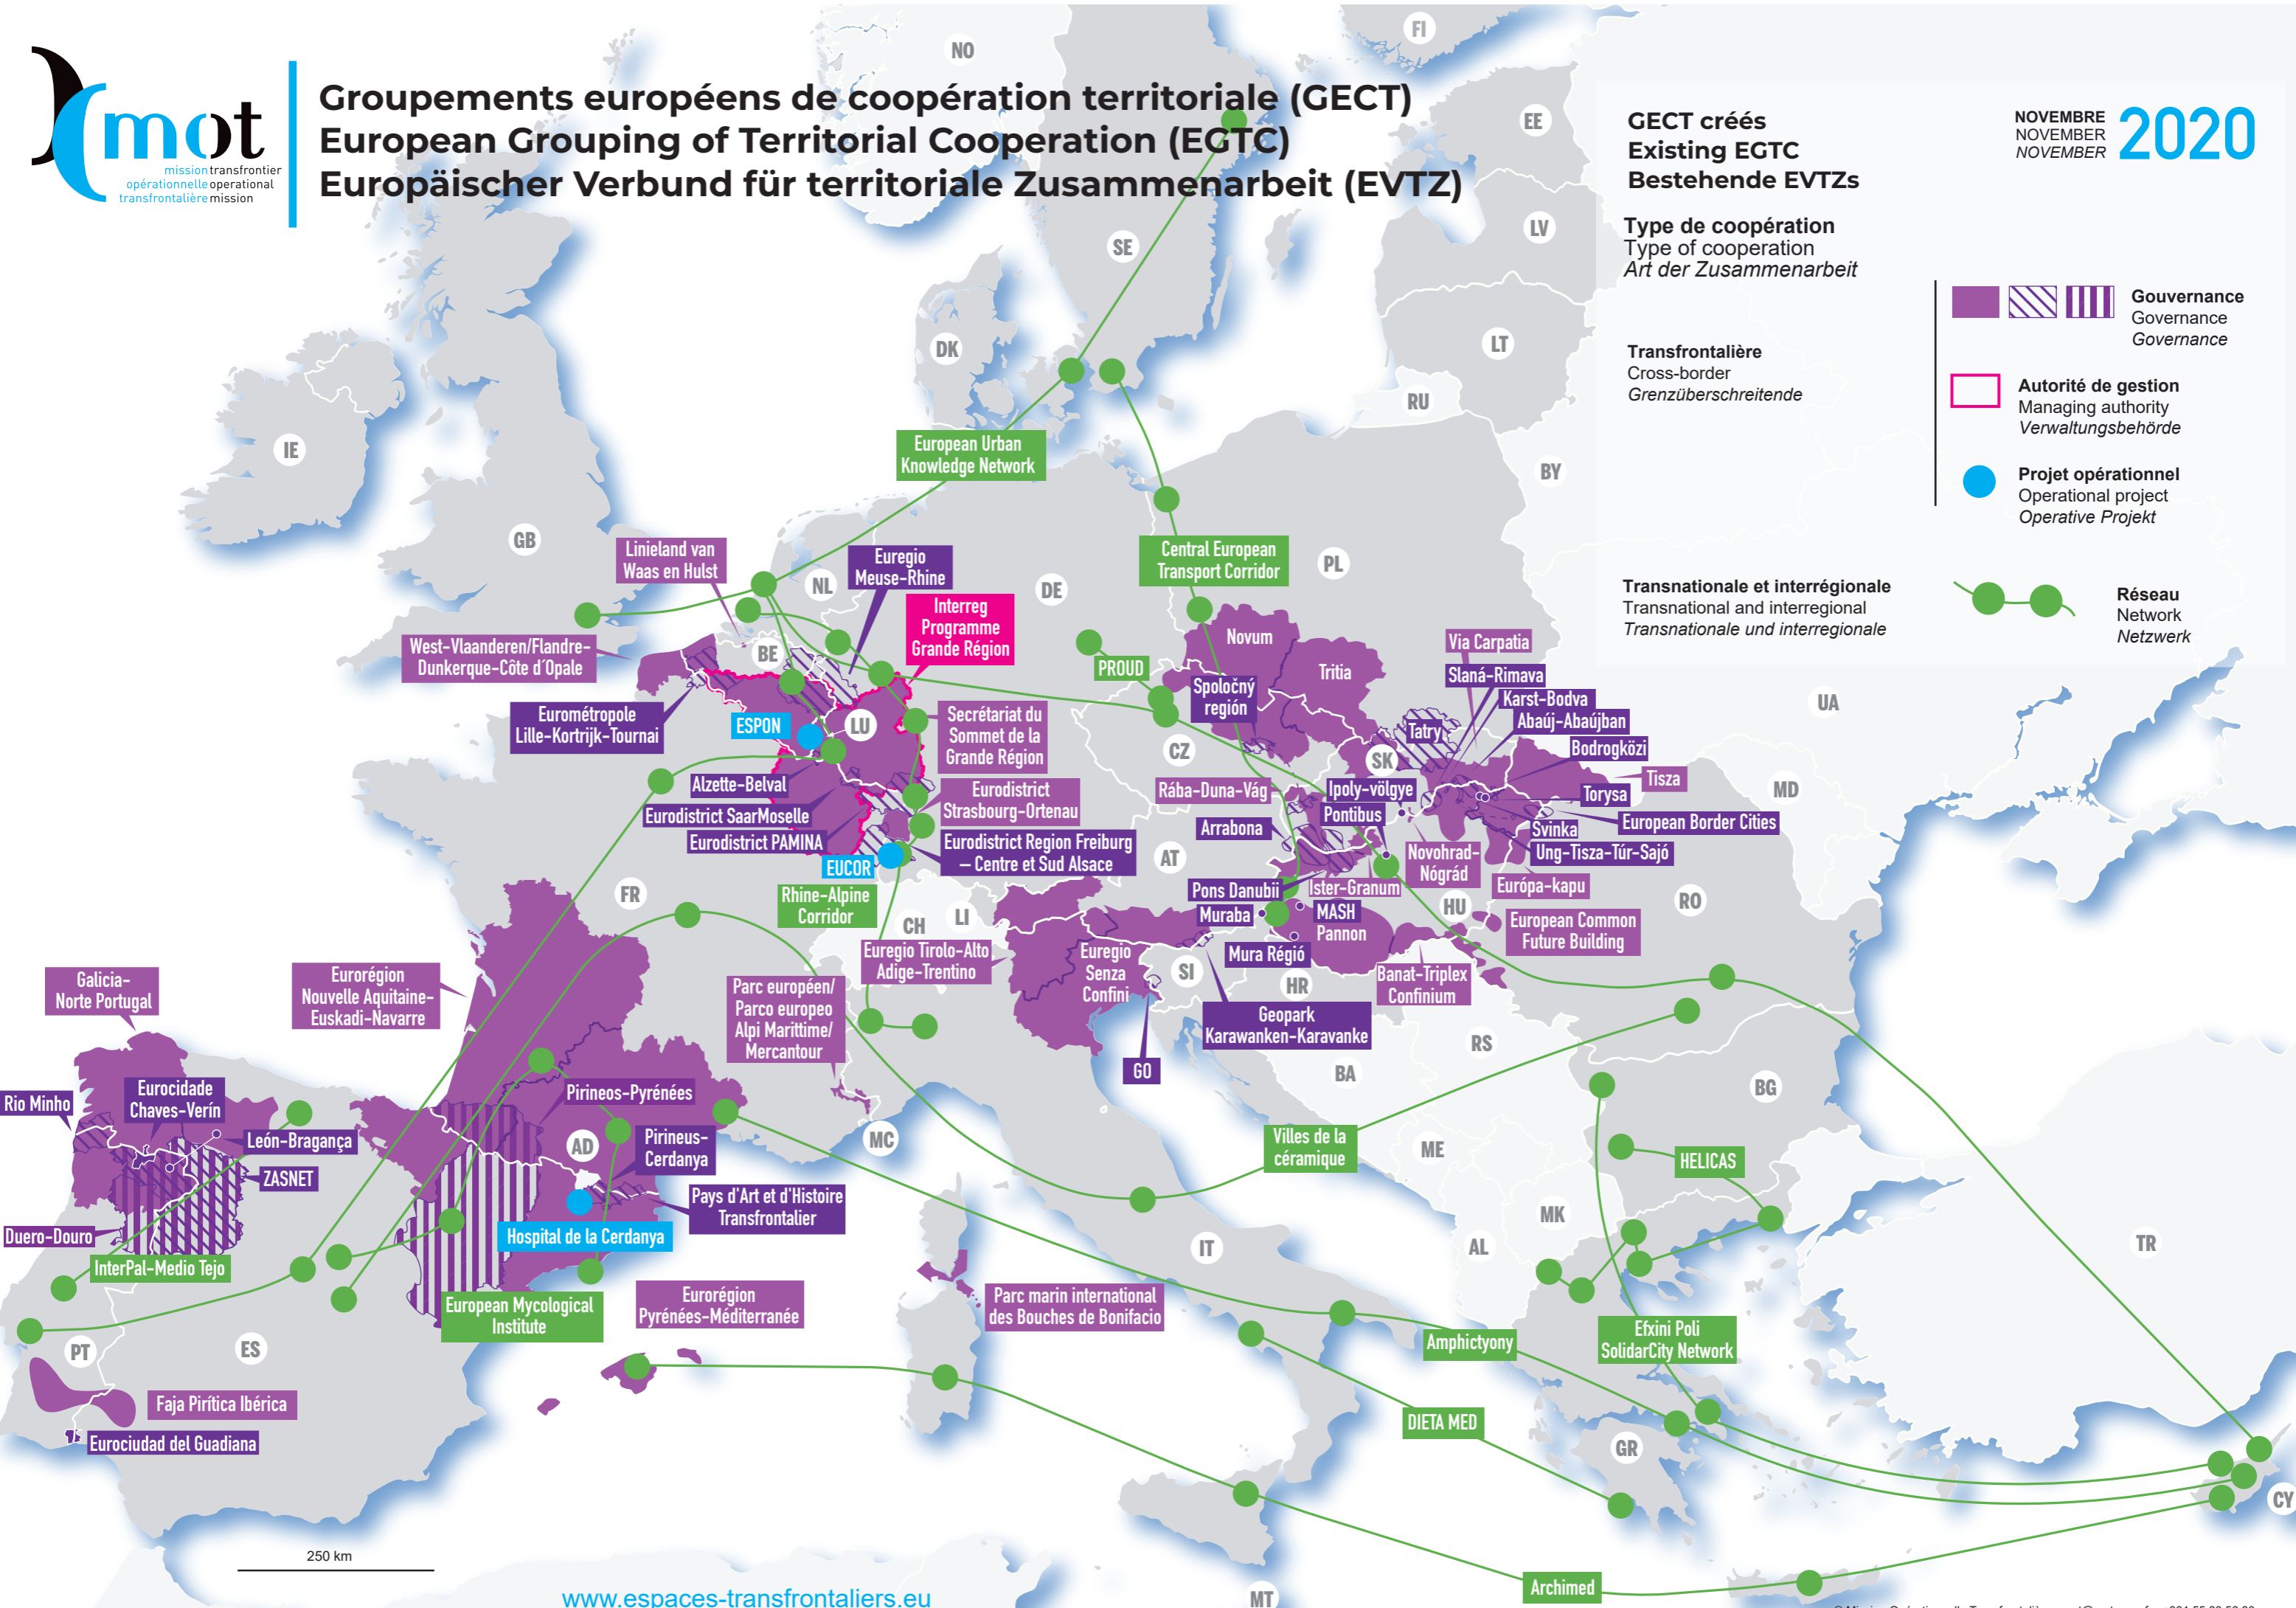 mot
mission transfrontier
opérationnelle operational
transfrontalière mission
Groupements européens de coopération territoriale (GECT)
European Grouping of Territorial Cooperation (EGTC)
Europäischer Verbund für territoriale Zusammenarbeit (EVTZ)
GECT créés
Existing EGTC
Bestehende EVTZs
NOVEMBRE
NOVEMBER
NOVEMBER
2020
Type de coopération
Type of cooperation
Art der Zusammenarbeit
Transfrontalière
Cross-border
Grenzüberschreitende
Gouvernance
Governance
Governance
Autorité de gestion
Managing authority
Verwaltungsbehörde
Projet opérationnel
Operational project
Operative Projekt
Transnationale et interrégionale
Transnational and interregional
Transnationale und interregionale
Réseau
Network
Netzwerk
NO
FI
EE
SE
LV
DK
LT
RU
IE
BY
GB
NL
DE
PL
BE
LU
UA
CZ
SK
MD
AT
FR
LI
CH
HU
RO
SI
HR
RS
BA
BG
AD
MC
ME
MK
AL
IT
TR
PT
ES
GR
CY
MT
European Urban
Knowledge Network
Central European
Transport Corridor
Linieland van
Waas en Hulst
Euregio
Meuse-Rhine
Interreg
Programme
Grande Région
West-Vlaanderen/Flandre-
Dunkerque-Côte d'Opale
PROUD
Novum
Tritia
Spoločný
región
Via Carpatia
Slaná-Rimava
Karst-Bodva
Abaúj-Abaújban
Bodrogközi
Tatry
Tisza
Torysa
European Border Cities
Svinka
Ung-Tisza-Túr-Sajó
Európa-kapu
Eurométropole
Lille-Kortrijk-Tournai
ESPON
Secrétariat du
Sommet de la
Grande Région
Alzette-Belval
Eurodistrict SaarMoselle
Eurodistrict PAMINA
Eurodistrict
Strasbourg-Ortenau
Eurodistrict Region Freiburg
– Centre et Sud Alsace
EUCOR
Rhine-Alpine
Corridor
Rába-Duna-Vág
Ipoly-völgye
Pontibus
Arrabona
Novohrad-
Nógrád
Pons Danubii
Ister-Granum
Muraba
MASH
Pannon
Mura Régió
European Common
Future Building
Banat-Triplex
Confinium
Euregio Tirolo-Alto
Adige-Trentino
Euregio
Senza
Confini
Geopark
Karawanken-Karavanke
GO
Parc européen/
Parco europeo
Alpi Marittime/
Mercantour
Galicia-
Norte Portugal
Eurorégion
Nouvelle Aquitaine-
Euskadi-Navarre
Rio Minho
Eurocidade
Chaves-Verín
León-Bragança
ZASNET
Duero-Douro
InterPal-Medio Tejo
Pirineos-Pyrénées
Pirineus-
Cerdanya
Pays d'Art et d'Histoire
Transfrontalier
Hospital de la Cerdanya
European Mycological
Institute
Eurorégion
Pyrénées-Méditerranée
Parc marin international
des Bouches de Bonifacio
Villes de la
céramique
HELICAS
Efxini Poli
SolidarCity Network
Amphictyony
DIETA MED
Archimed
Faja Pirítica Ibérica
Eurociudad del Guadiana
250 km
www.espaces-transfrontaliers.eu